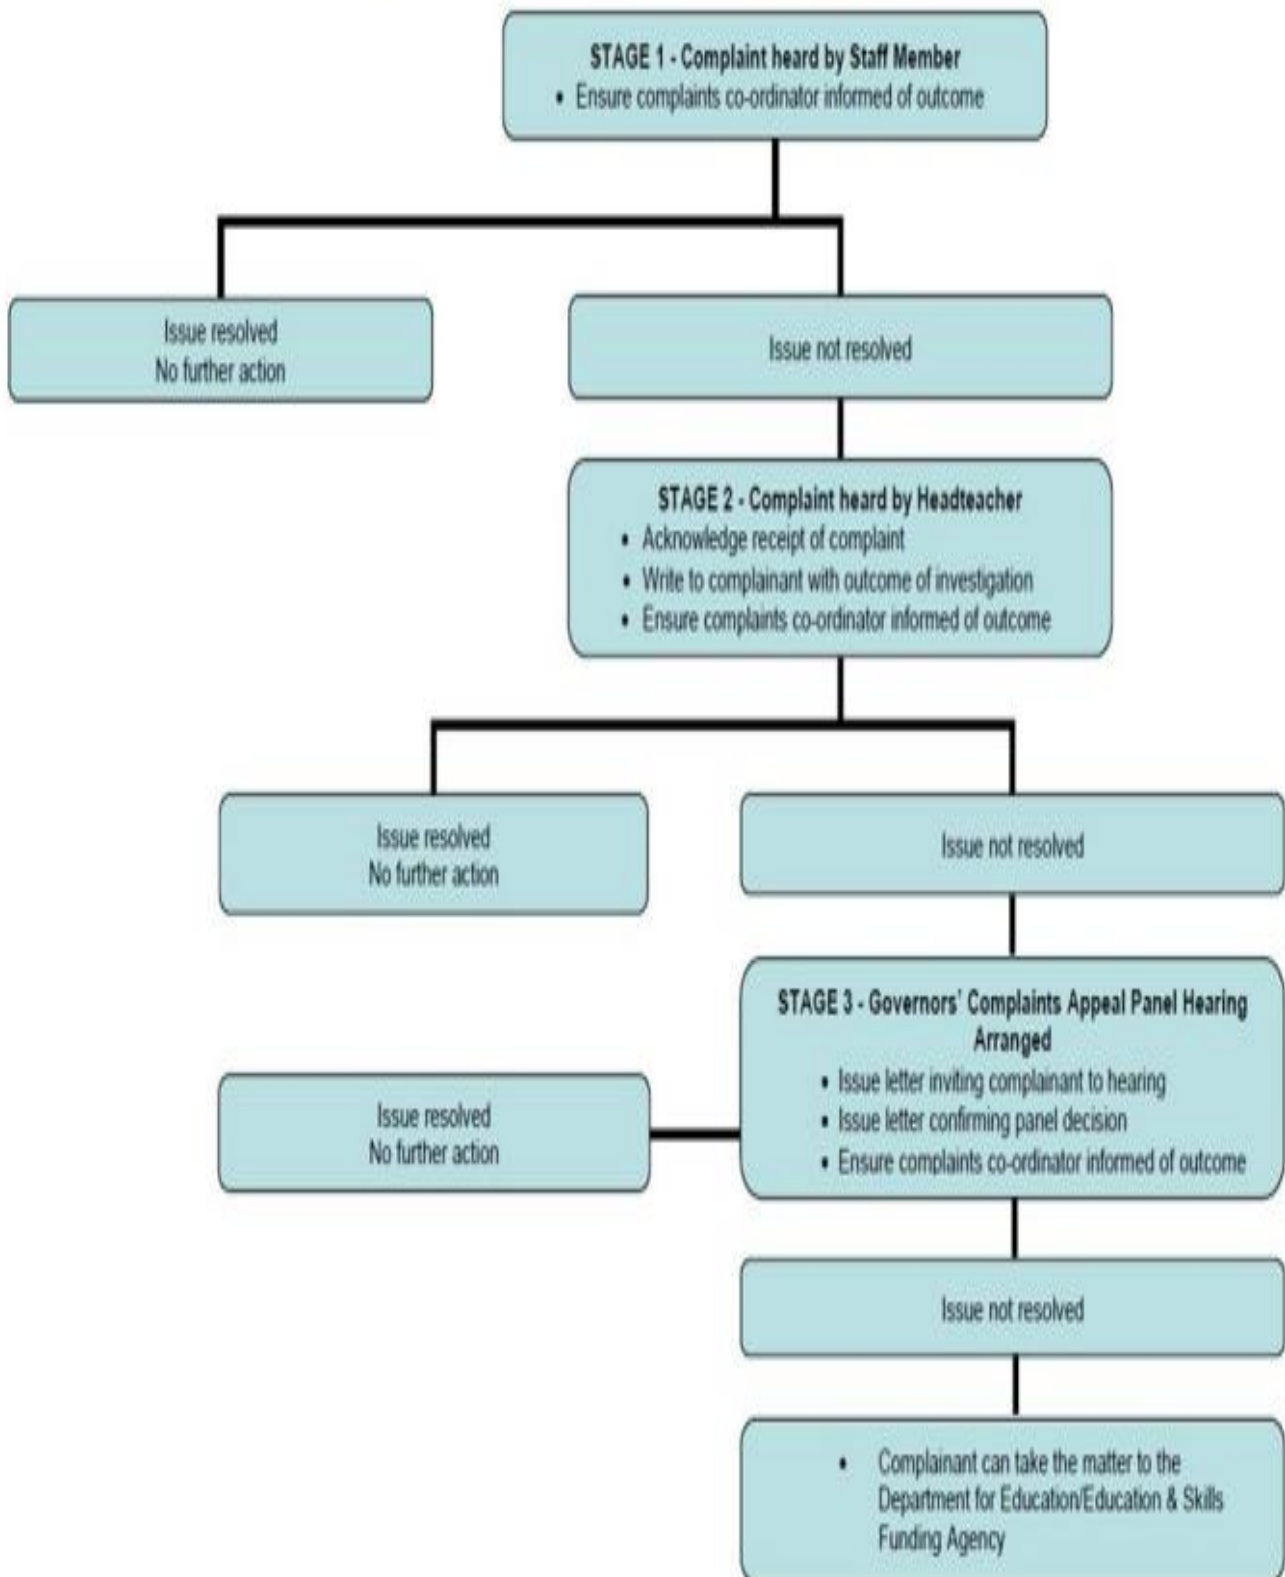 STAGE 1 - Complaint heard by Staff Member
• Ensure complaints co-ordinator informed of outcome
Issue resolved
No further action
Issue not resolved
STAGE 2 - Complaint heard by Headteacher
• Acknowledge receipt of complaint
• Write to complainant with outcome of investigation
• Ensure complaints co-ordinator informed of outcome
Issue resolved
No further action
Issue not resolved
STAGE 3 - Governors' Complaints Appeal Panel Hearing
Arranged
• Issue letter inviting complainant to hearing
• Issue letter confirming panel decision
• Ensure complaints co-ordinator informed of outcome
Issue resolved
No further action
Issue not resolved
• Complainant can take the matter to the
Department for Education/Education & Skills
Funding Agency